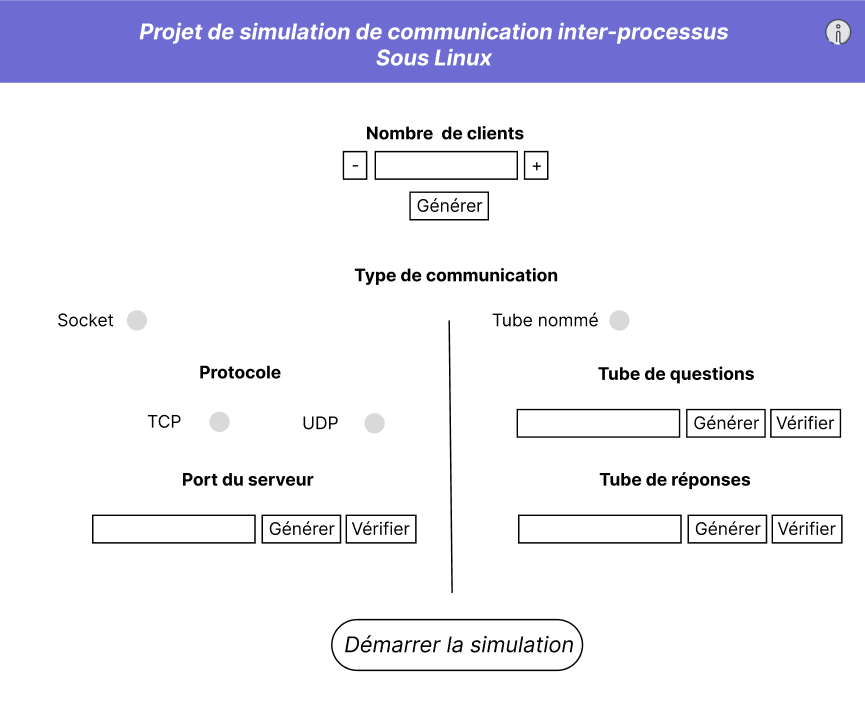 Projet de simulation de communication inter-processus
Sous Linux
Nombre de clients
-
+
Générer
Type de communication
Socket
Tube nommé
Protocole
Tube de questions
TCP
UDP
Générer
Vérifier
Port du serveur
Tube de réponses
Générer
Vérifier
Générer
Vérifier
Démarrer la simulation